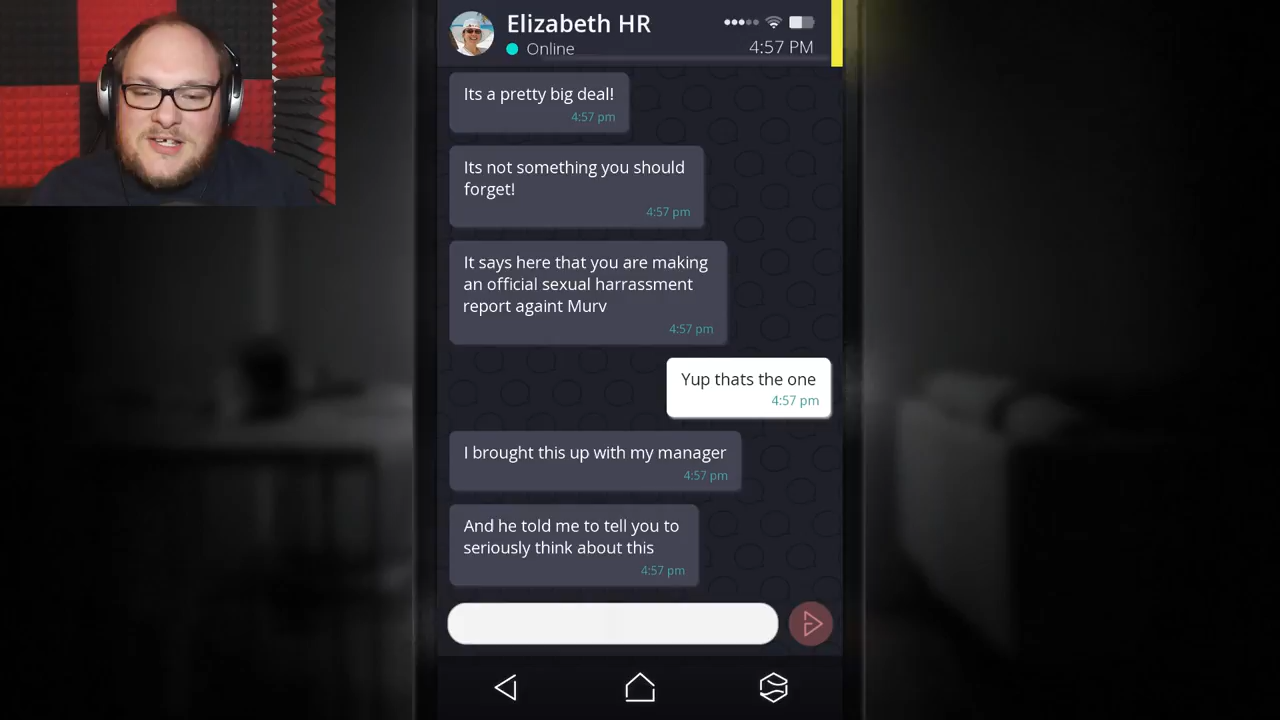 Elizabeth HR
Online
4:57 PM
Its a pretty big deal!
4:57 pm
Its not something you should
forget!
4:57 pm
It says here that you are making
an official sexual harrassment
report againt Murv
4:57 pm
Yup thats the one
4:57 pm
I brought this up with my manager
4:57 pm
And he told me to tell you to
seriously think about this
4:57 pm